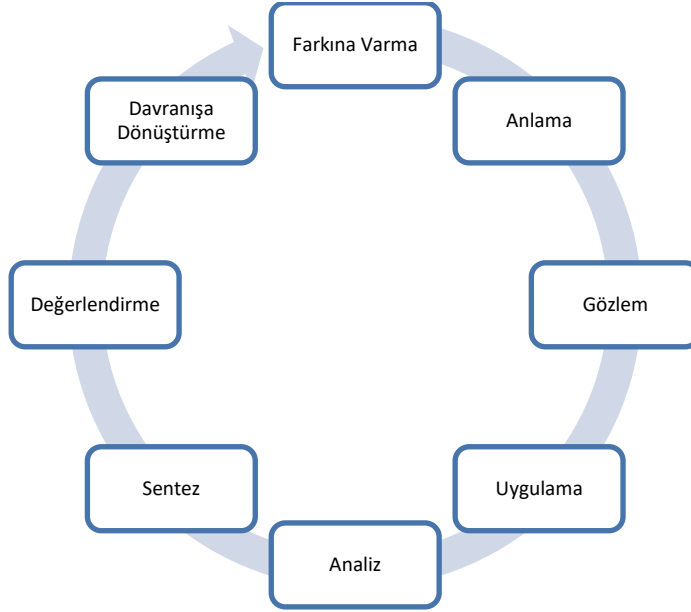 Farkına Varma
Anlama
Gözlem
Uygulama
Analiz
Sentez
Değerlendirme
Davranışa
Dönüştürme